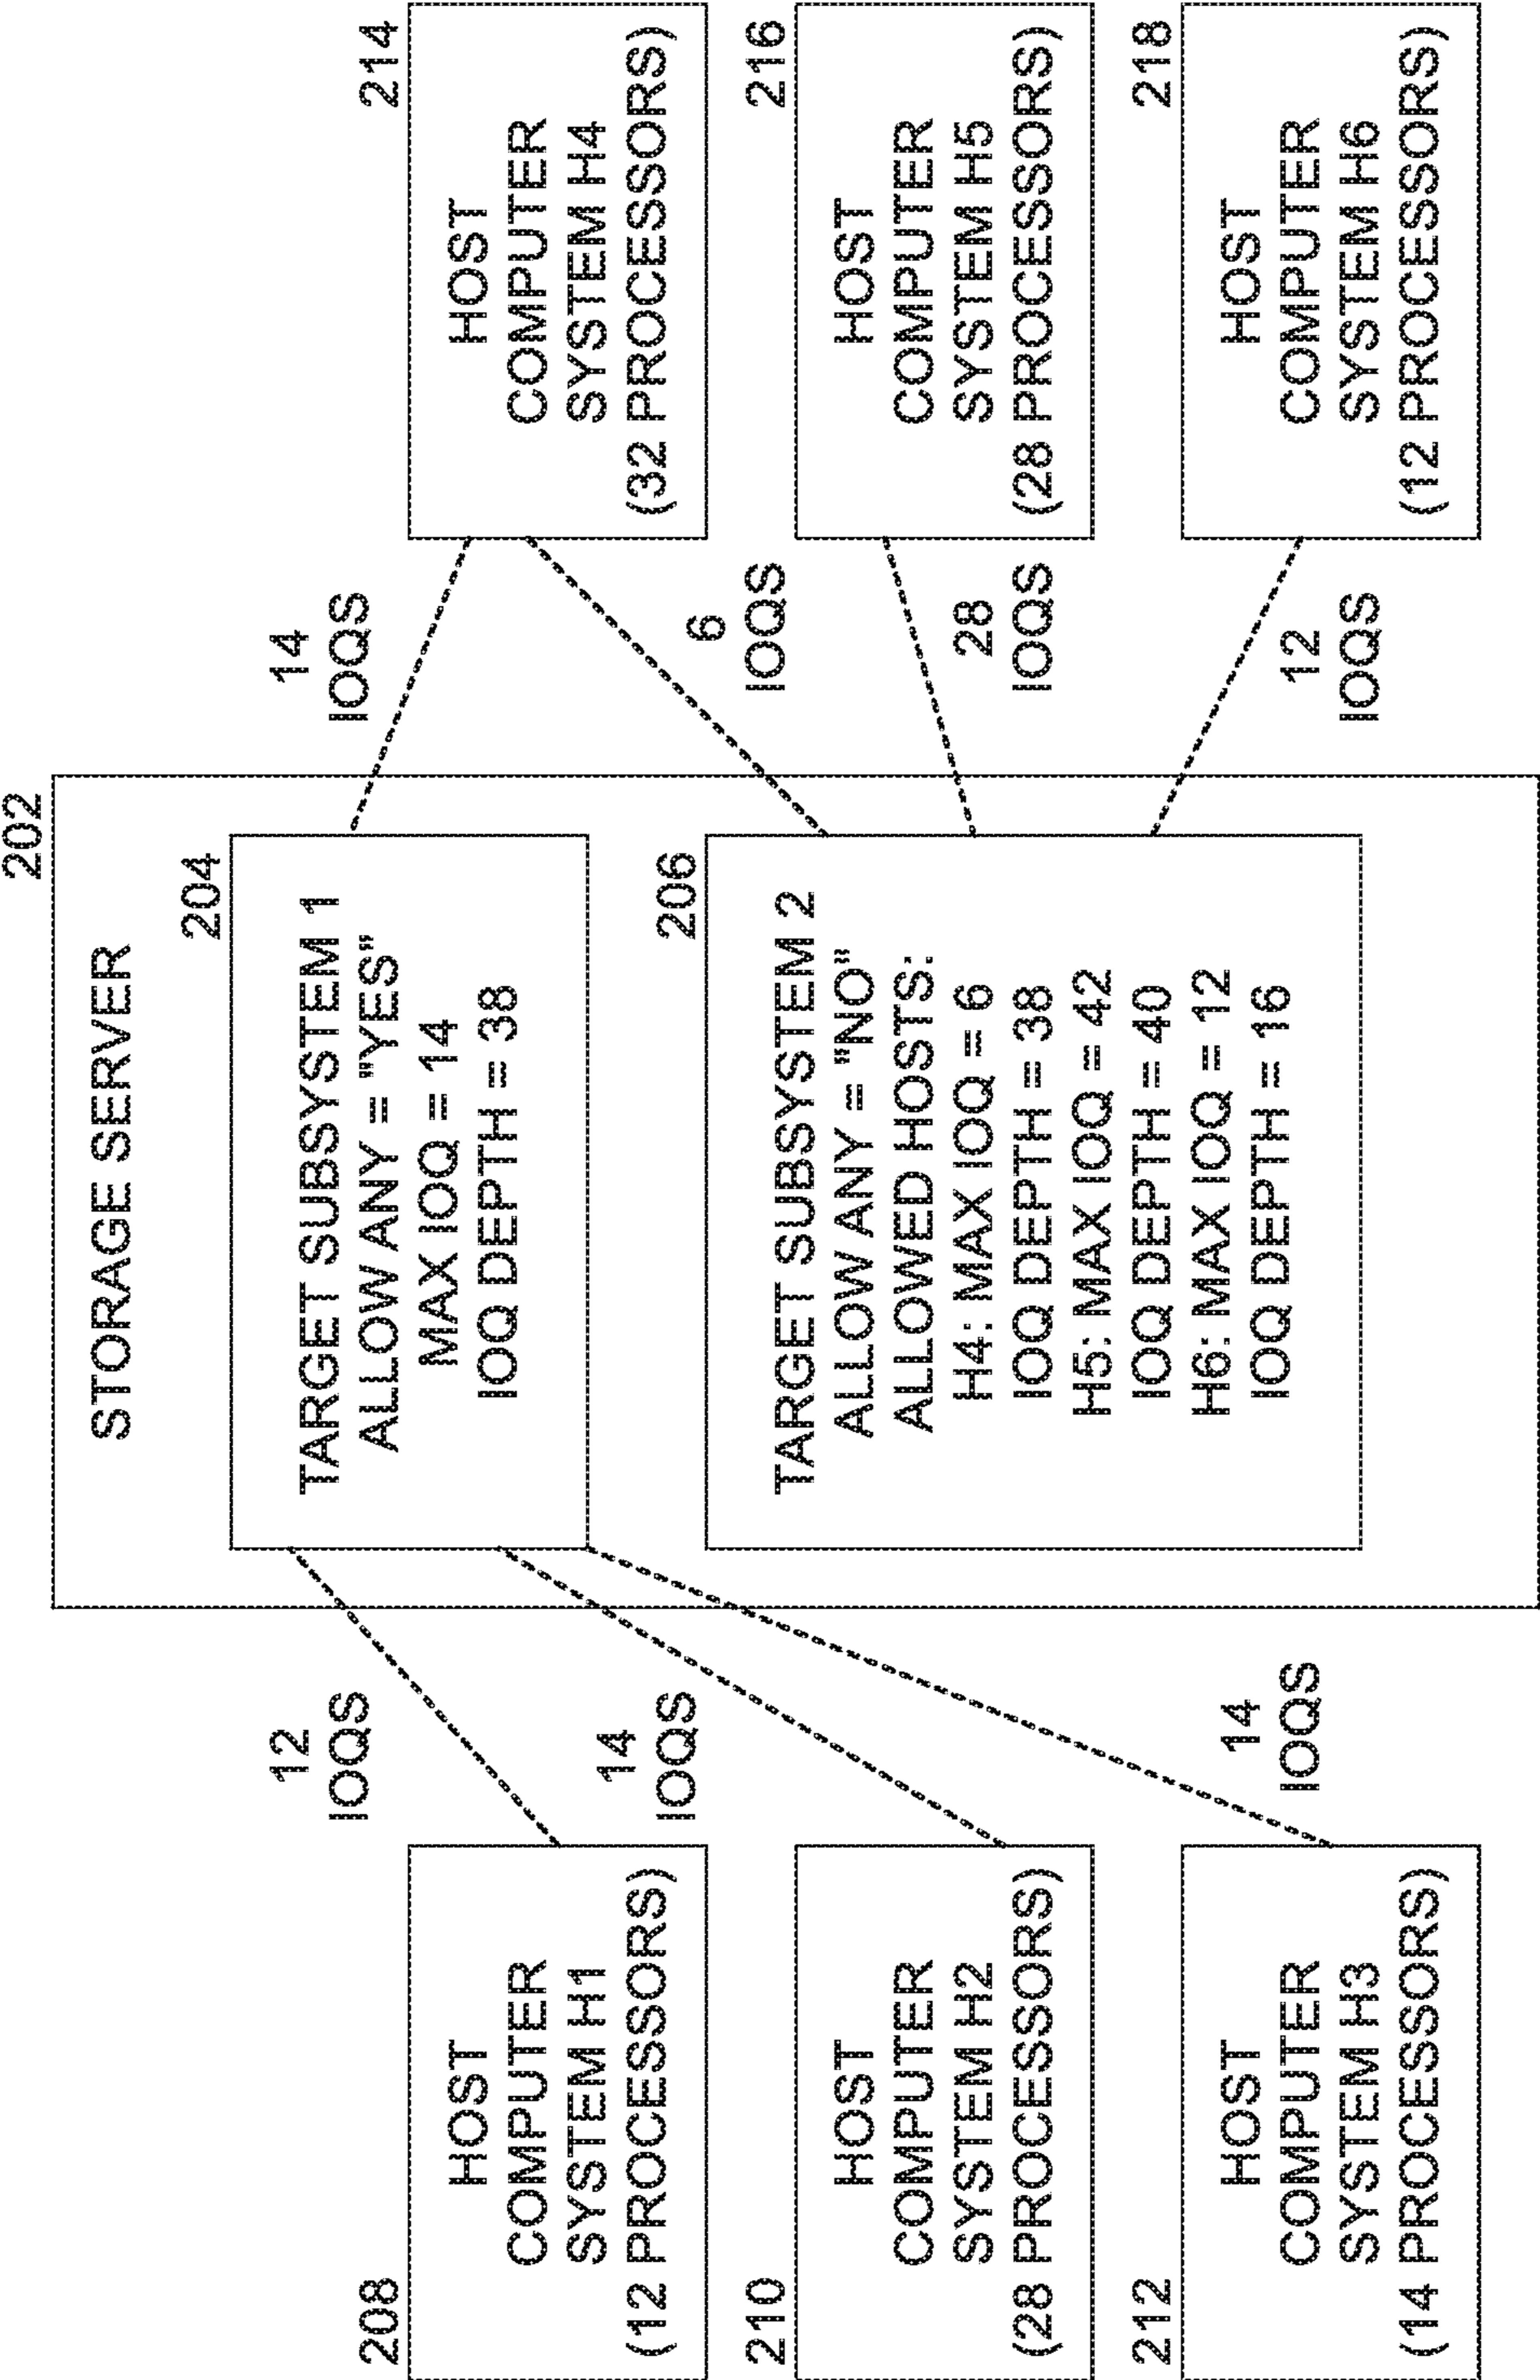 202
STORAGE SERVER
204
TARGET SUBSYSTEM 1
ALLOW ANY = "YES"
MAX IOQ = 14
IOQ DEPTH = 38
206
TARGET SUBSYSTEM 2
ALLOW ANY = "NO"
ALLOWED HOSTS:
H4: MAX IOQ = 6
IOQ DEPTH = 38
H5: MAX IOQ = 42
IOQ DEPTH = 40
H6: MAX IOQ = 12
IOQ DEPTH = 16
208
HOST
COMPUTER
SYSTEM H1
(12 PROCESSORS)
12
IOQS
210
HOST
COMPUTER
SYSTEM H2
(28 PROCESSORS)
14
IOQS
212
HOST
COMPUTER
SYSTEM H3
(14 PROCESSORS)
14
IOQS
214
HOST
COMPUTER
SYSTEM H4
(32 PROCESSORS)
14
IOQS
6
IOQS
216
HOST
COMPUTER
SYSTEM H5
(28 PROCESSORS)
28
IOQS
218
HOST
COMPUTER
SYSTEM H6
(12 PROCESSORS)
12
IOQS